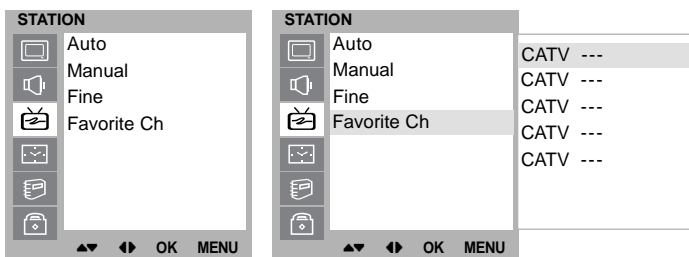 STATION
Auto
Manual
Fine
Favorite Ch
▲▼ ◀▶ OK MENU
STATION
Auto
Manual
Fine
Favorite Ch
▲▼ ◀▶ OK MENU
CATV ---
CATV ---
CATV ---
CATV ---
CATV ---